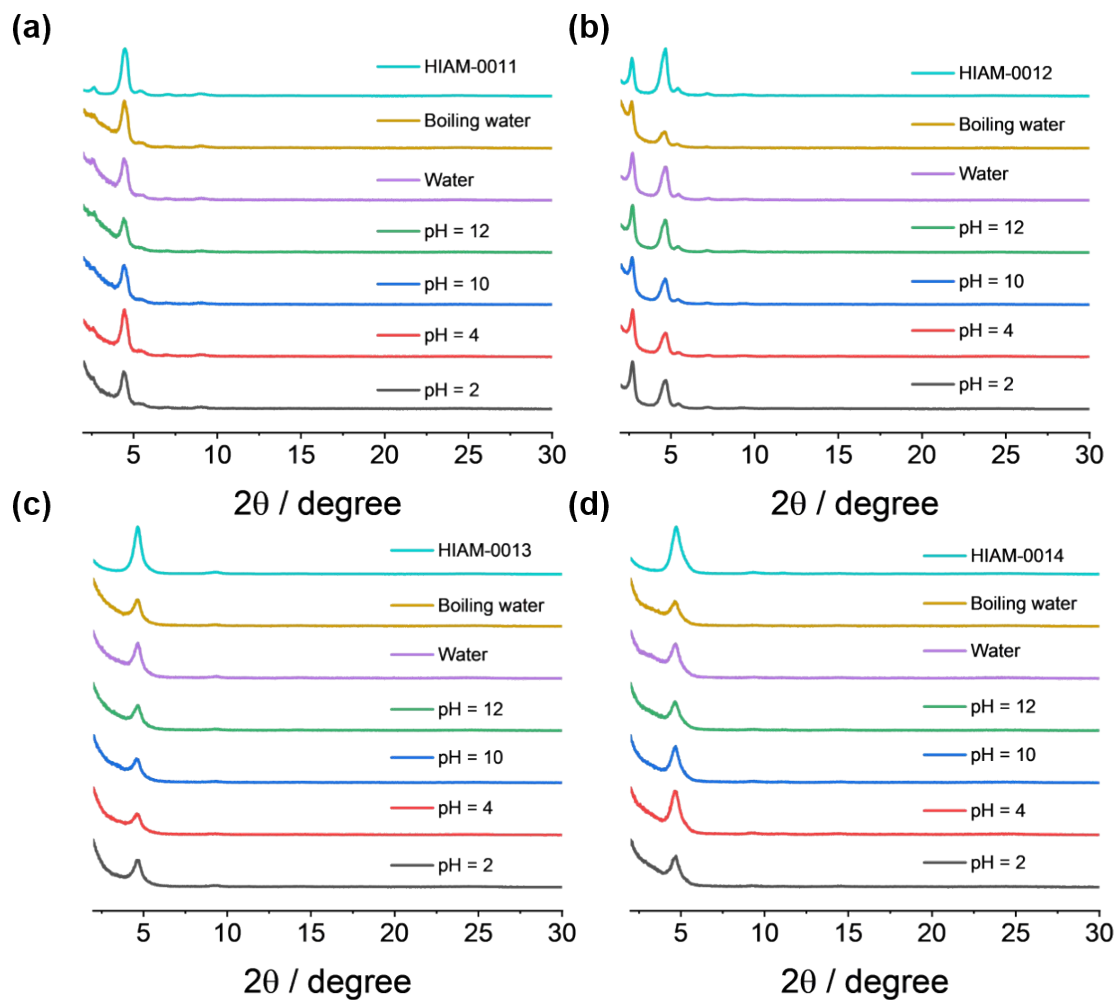 (a)
HIAM-0011
Boiling water
Water
pH = 12
pH = 10
pH = 4
pH = 2
5 10 15 20 25 30
2θ / degree
(b)
HIAM-0012
Boiling water
Water
pH = 12
pH = 10
pH = 4
pH = 2
5 10 15 20 25 30
2θ / degree
(c)
HIAM-0013
Boiling water
Water
pH = 12
pH = 10
pH = 4
pH = 2
5 10 15 20 25 30
2θ / degree
(d)
HIAM-0014
Boiling water
Water
pH = 12
pH = 10
pH = 4
pH = 2
5 10 15 20 25 30
2θ / degree